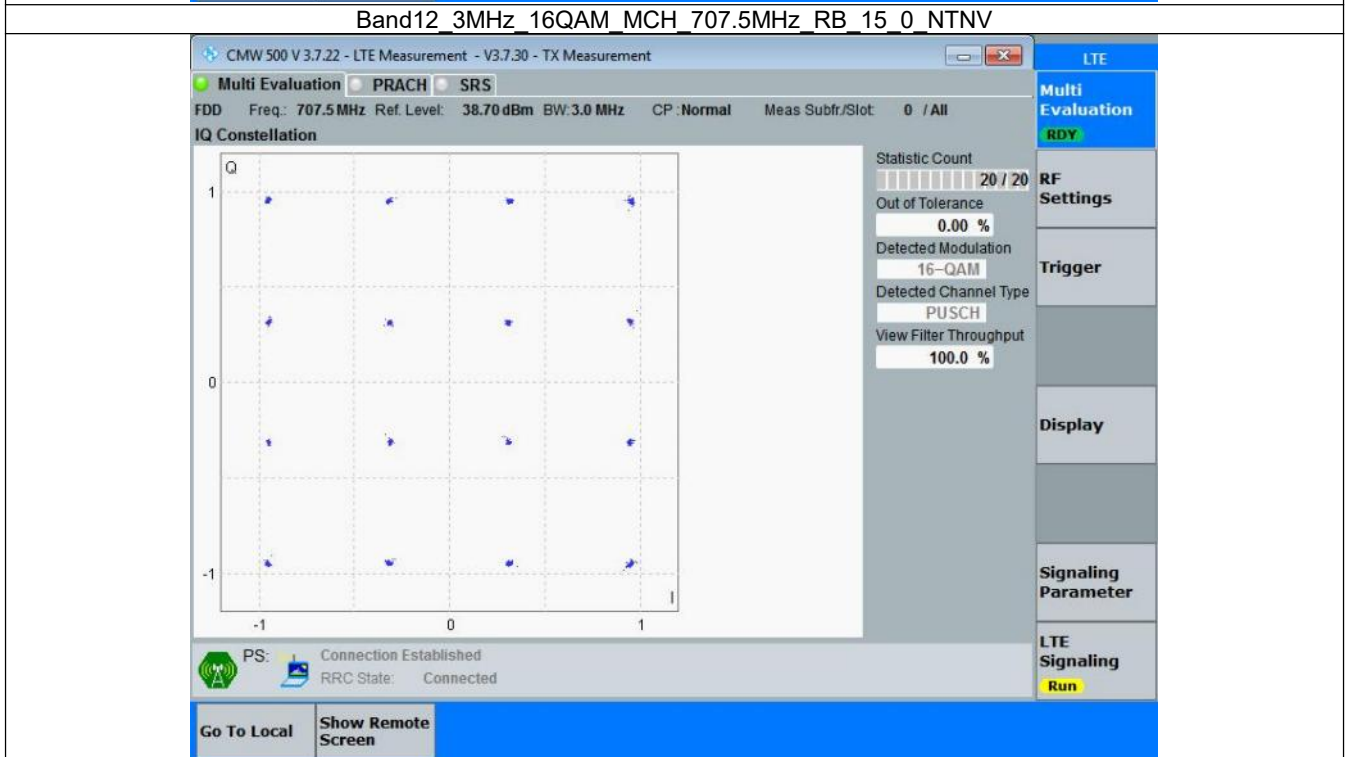 Band12_3MHz_16QAM_MCH_707.5MHz_RB_15_0_NTNV
CMW 500 V 3.7.22 - LTE Measurement - V3.7.30 - TX Measurement
LTE
Multi Evaluation PRACH SRS
FDD Freq.: 707.5 MHz Ref. Level: 38.70 dBm BW: 3.0 MHz CP : Normal Meas Subfr./Slot: 0 / All
IQ Constellation
Q
1
0
-1
I
-1 0 1
Statistic Count
20 / 20
Out of Tolerance
0.00 %
Detected Modulation
16-QAM
Detected Channel Type
PUSCH
View Filter Throughput
100.0 %
Multi
Evaluation
RDY
RF
Settings
Trigger
Display
Signaling
Parameter
LTE
Signaling
Run
PS: Connection Established
RRC State: Connected
Go To Local
Show Remote
Screen